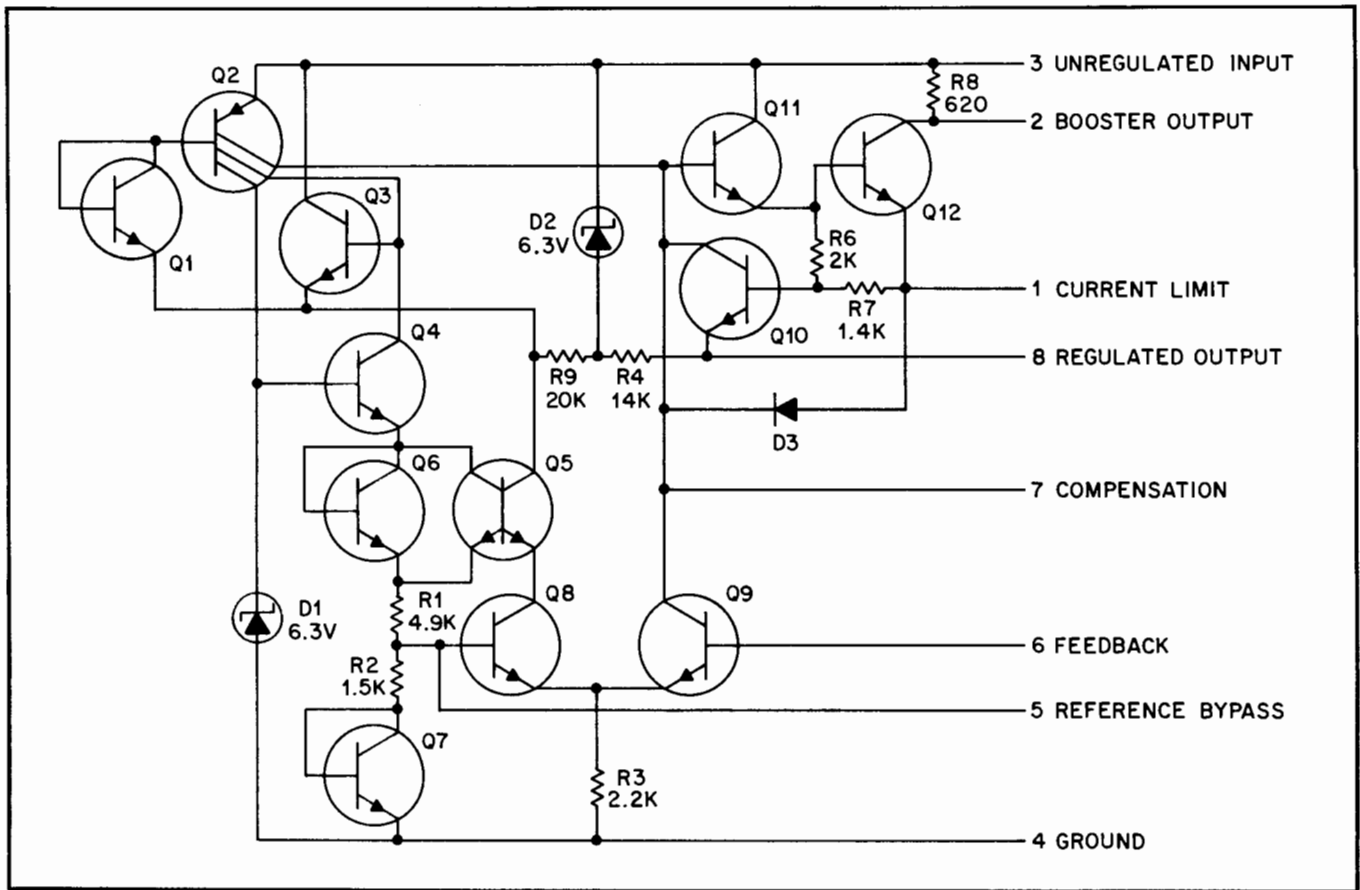 Q2
3 UNREGULATED INPUT
R8
620
Q11
2 BOOSTER OUTPUT
Q3
Q12
D2
6.3V
Q1
R6
2K
1 CURRENT LIMIT
R7
1.4K
Q4
Q10
8 REGULATED OUTPUT
R9
20K
R4
14K
D3
Q6
Q5
7 COMPENSATION
D1
6.3V
R1
4.9K
Q8
Q9
6 FEEDBACK
R2
1.5K
5 REFERENCE BYPASS
Q7
R3
2.2K
4 GROUND